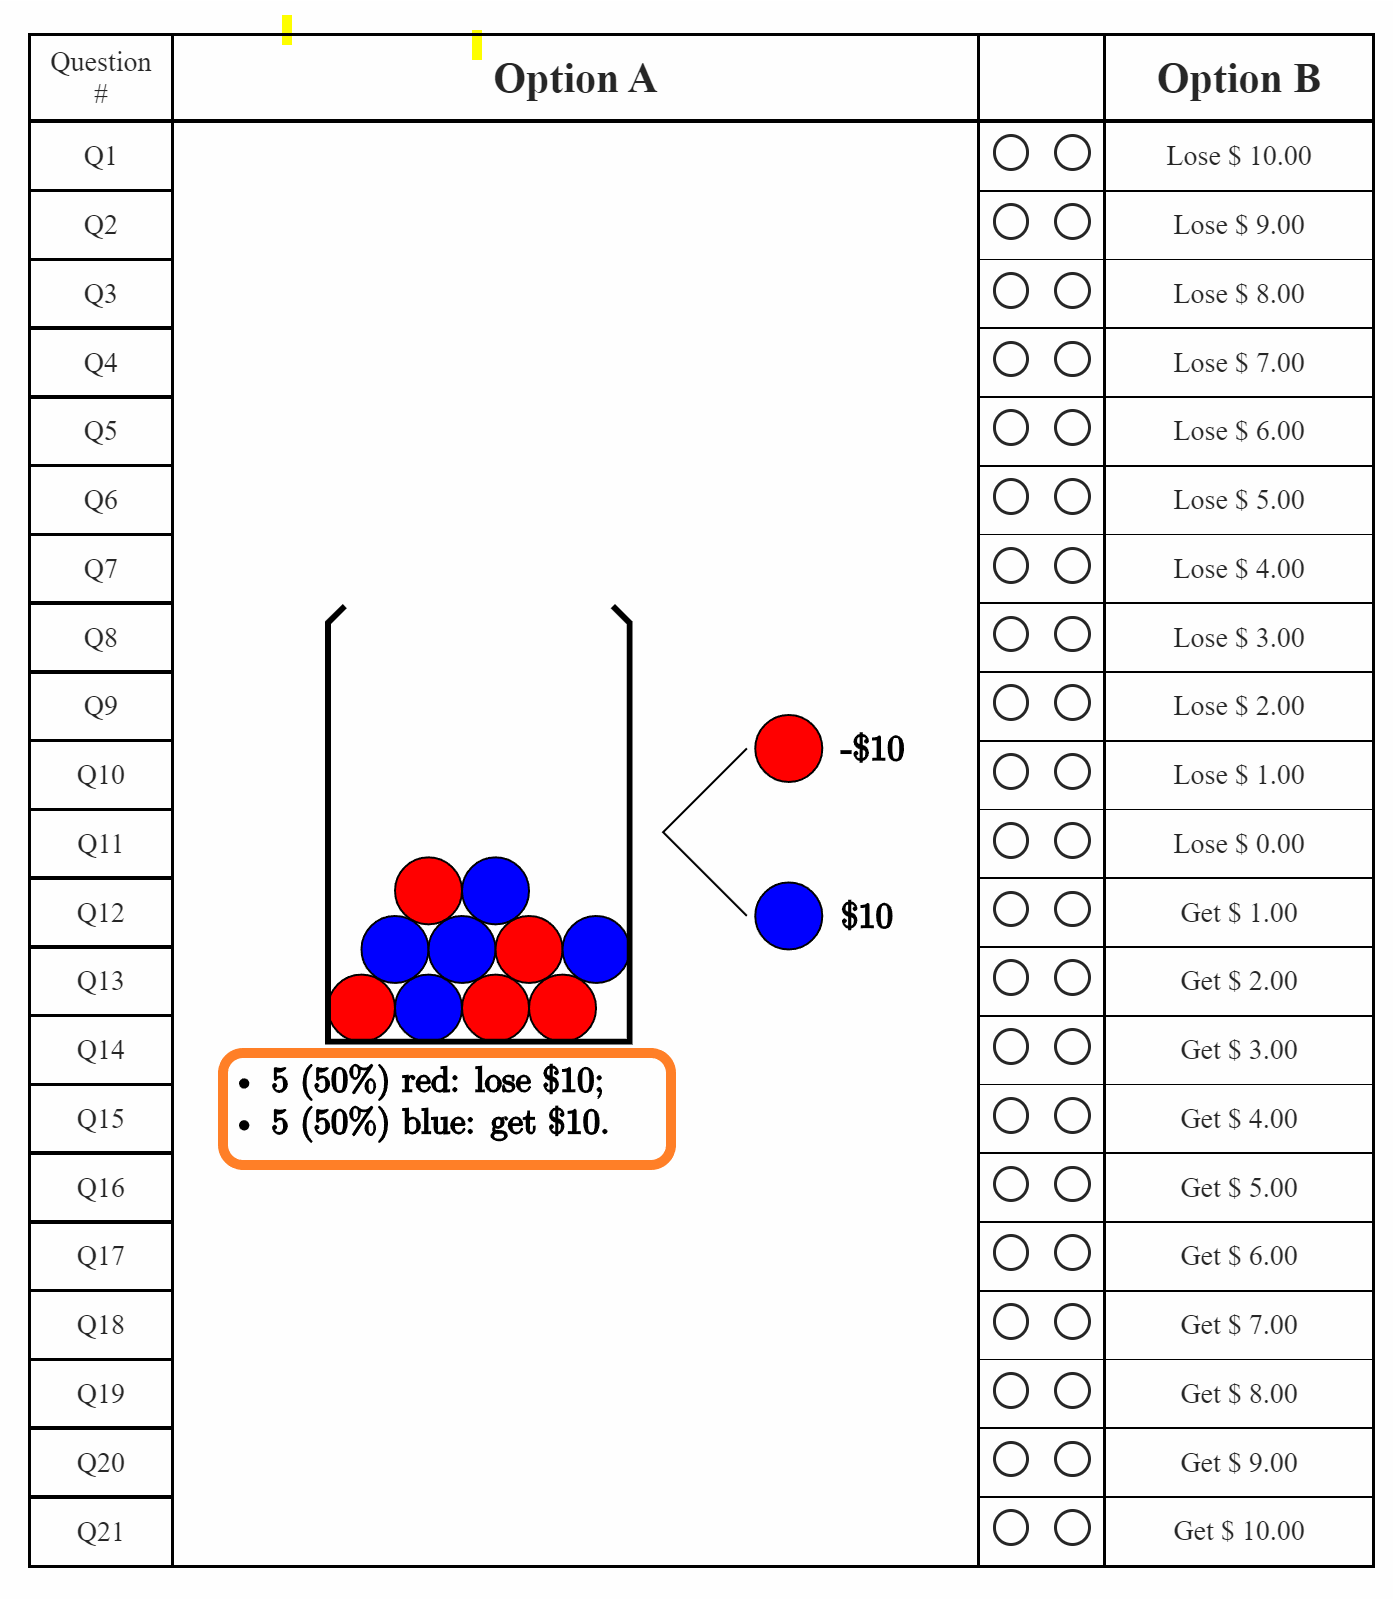 Question # Option A Option B
Q1 Lose $ 10.00
Q2 Lose $ 9.00
Q3 Lose $ 8.00
Q4 Lose $ 7.00
Q5 Lose $ 6.00
Q6 Lose $ 5.00
Q7 Lose $ 4.00
Q8 Lose $ 3.00
Q9 Lose $ 2.00
-$10
Q10 Lose $ 1.00
Q11 Lose $ 0.00
Q12 Get $ 1.00
$10
Q13 Get $ 2.00
Q14 Get $ 3.00
• 5 (50%) red: lose $10;
• 5 (50%) blue: get $10.
Q15 Get $ 4.00
Q16 Get $ 5.00
Q17 Get $ 6.00
Q18 Get $ 7.00
Q19 Get $ 8.00
Q20 Get $ 9.00
Q21 Get $ 10.00